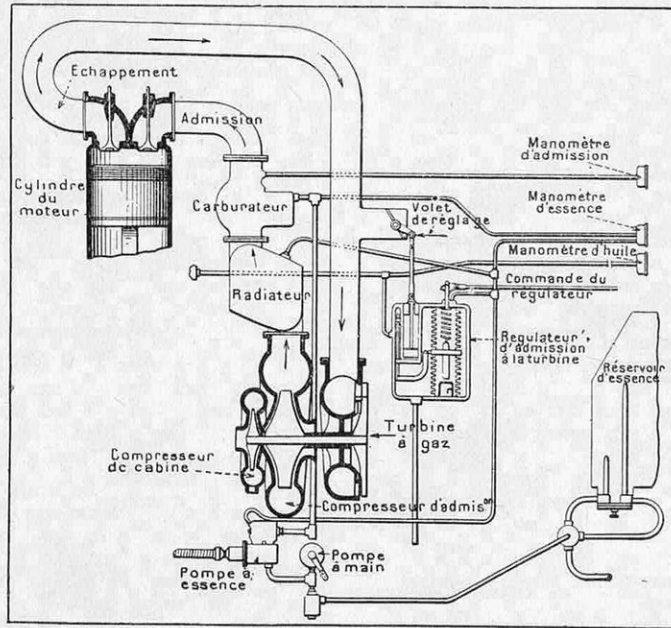 Echappement
Admission
Cylindre
du
moteur
Carburateur
Radiateur
Manomètre
d'admission
Volet
de réglage
Manomètre
d'essence
Manomètre d'huile
Commande du
régulateur
Régulateur
d'admission
à la turbine
Réservoir
d'essence
Turbine
à
gaz
Compresseur
de cabine
Compresseur d'admison
Pompe à
essence
Pompe
à main